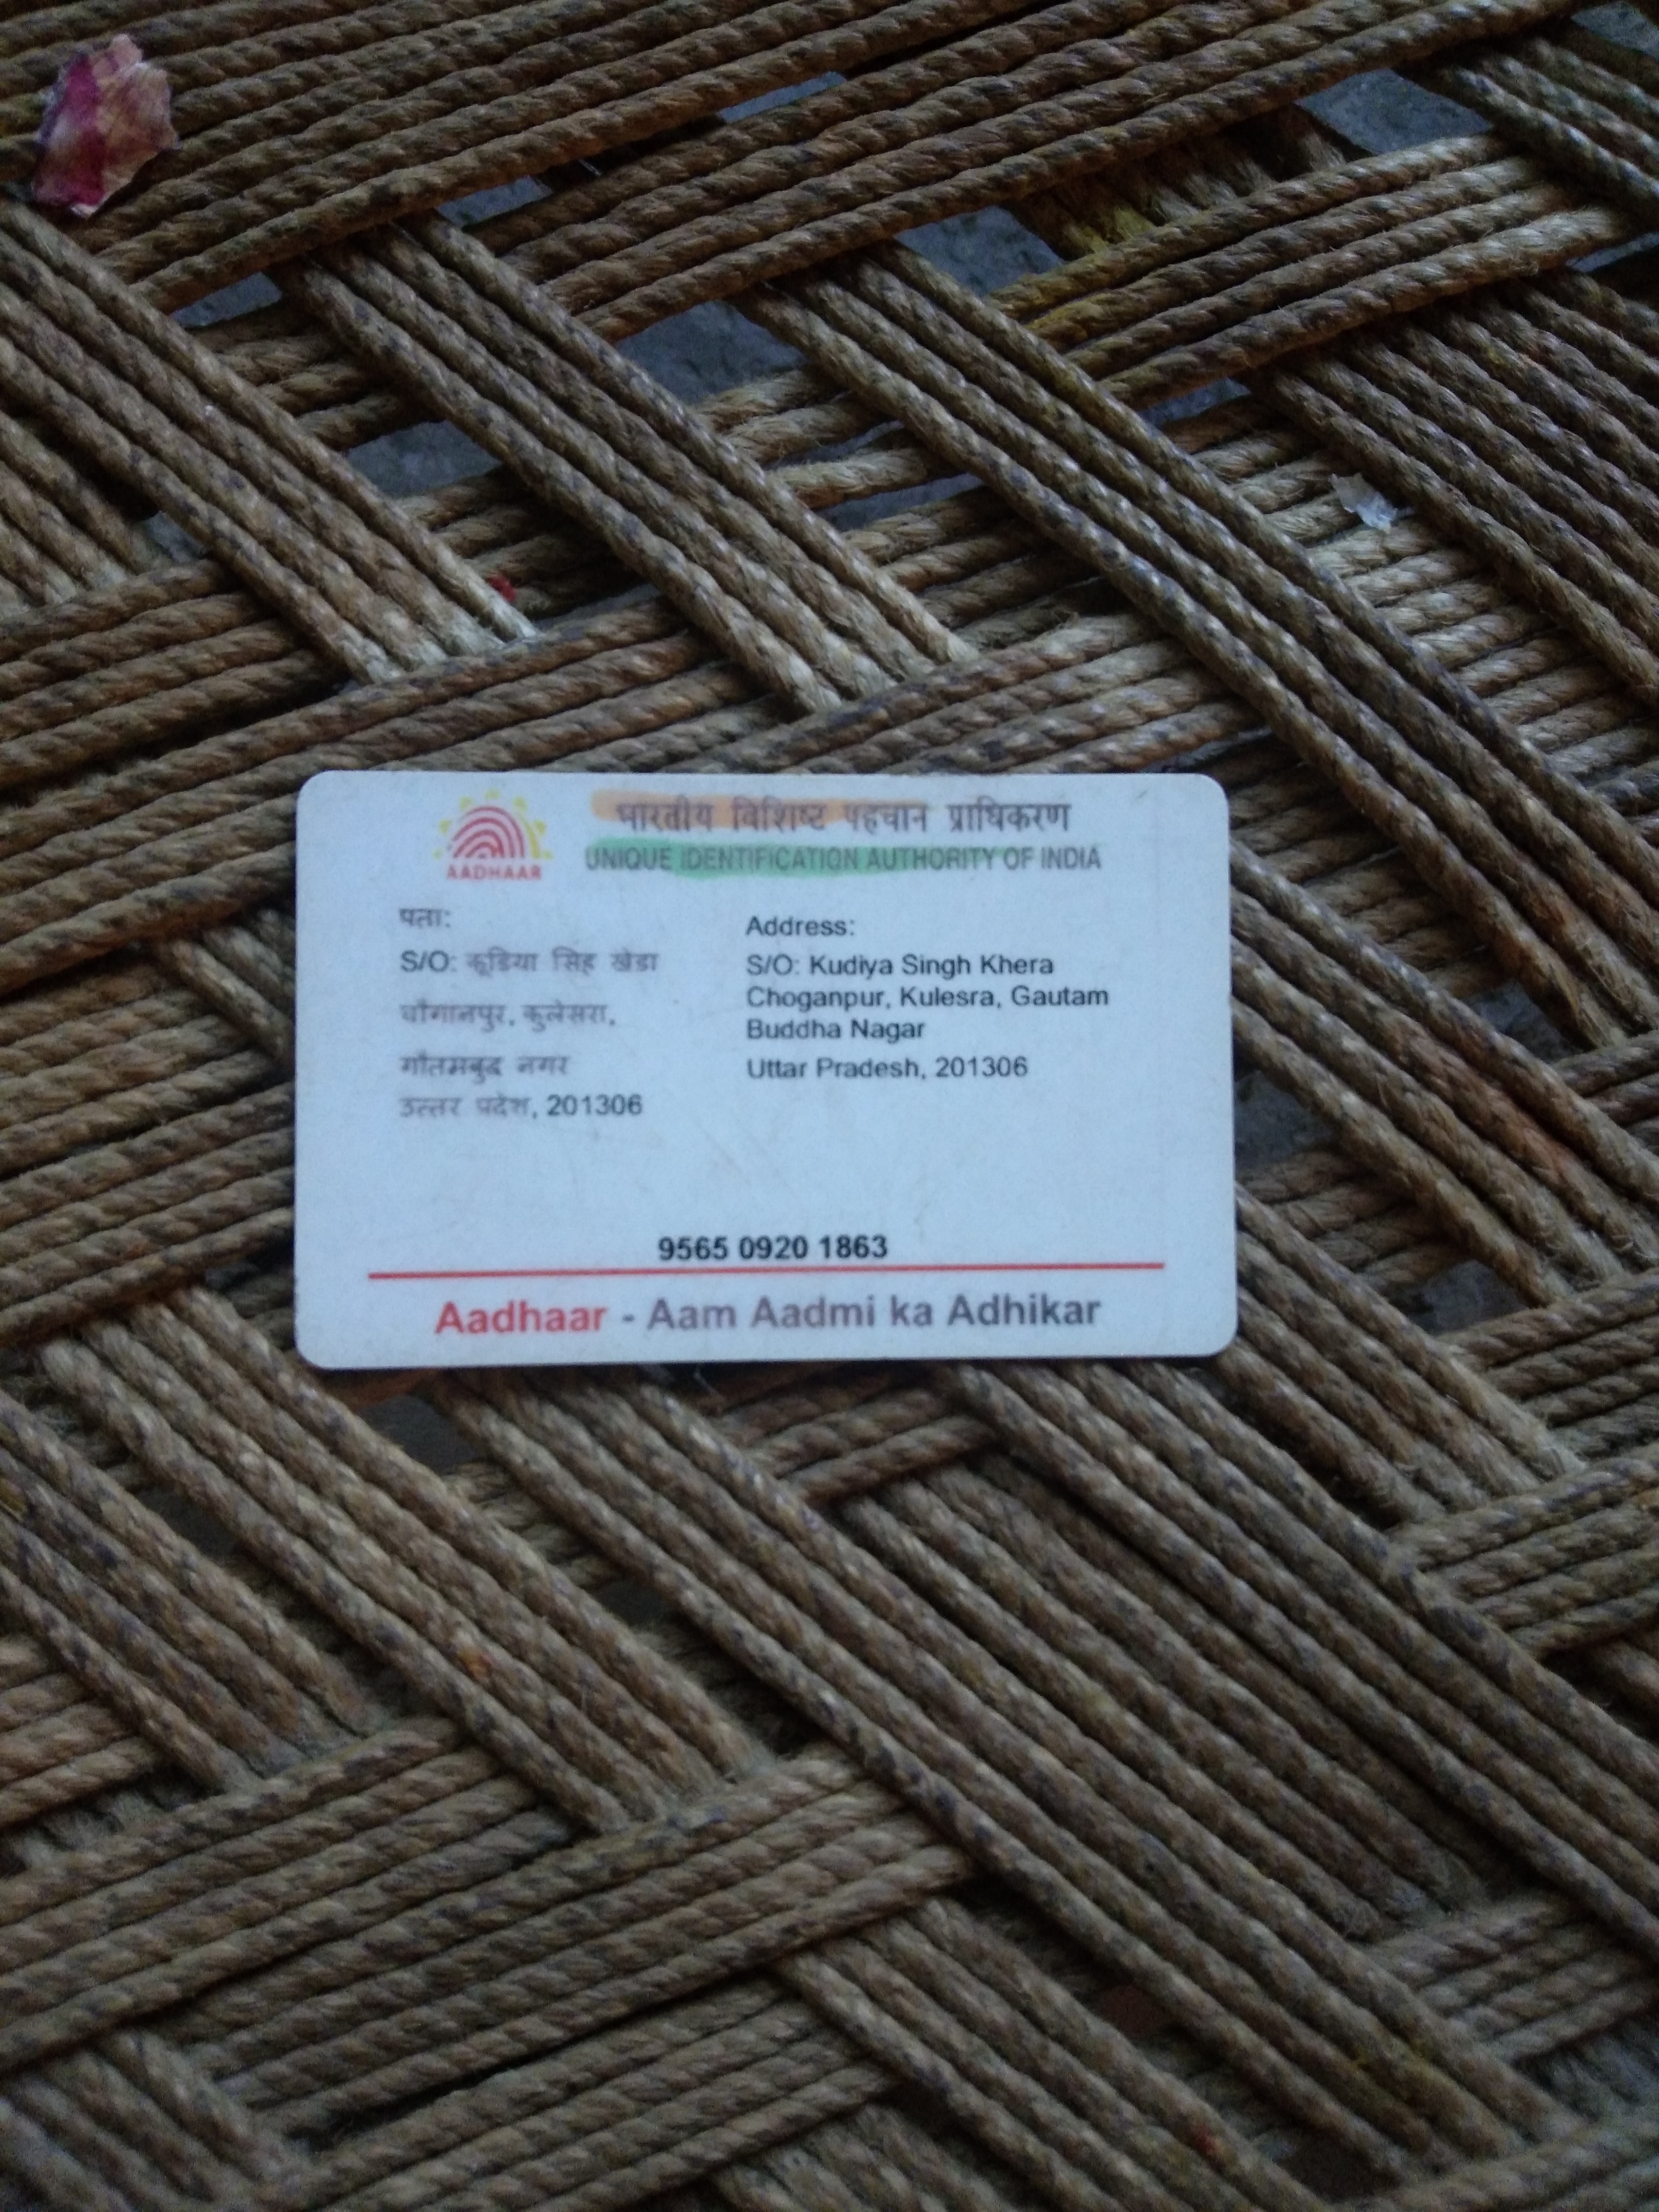 भारतीय विशिष्ट पहचान प्राधिकरण
UNIQUE IDENTIFICATION AUTHORITY OF INDIA
AADHAAR
पता:
S/O: कूडिया सिंह खेडा
चौगानपुर, कुलेसरा,
गौतमबुद्ध नगर
उत्तर प्रदेश, 201306
Address:
S/O: Kudiya Singh Khera
Choganpur, Kulesra, Gautam
Buddha Nagar
Uttar Pradesh, 201306
9565 0920 1863
Aadhaar - Aam Aadmi ka Adhikar